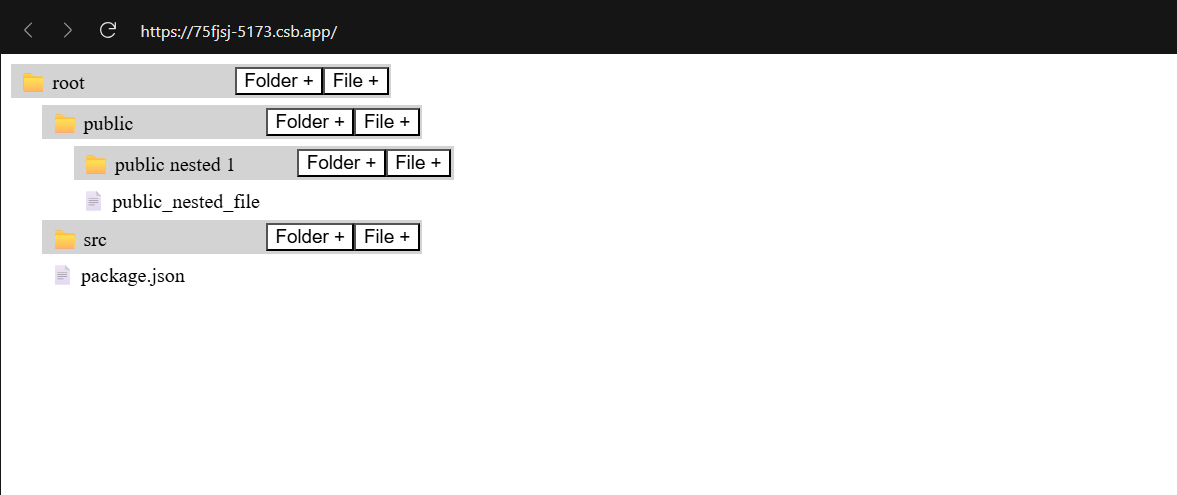 https://75fjsj-5173.csb.app/
root Folder + File +
public Folder + File +
public nested 1 Folder + File +
public_nested_file
src Folder + File +
package.json